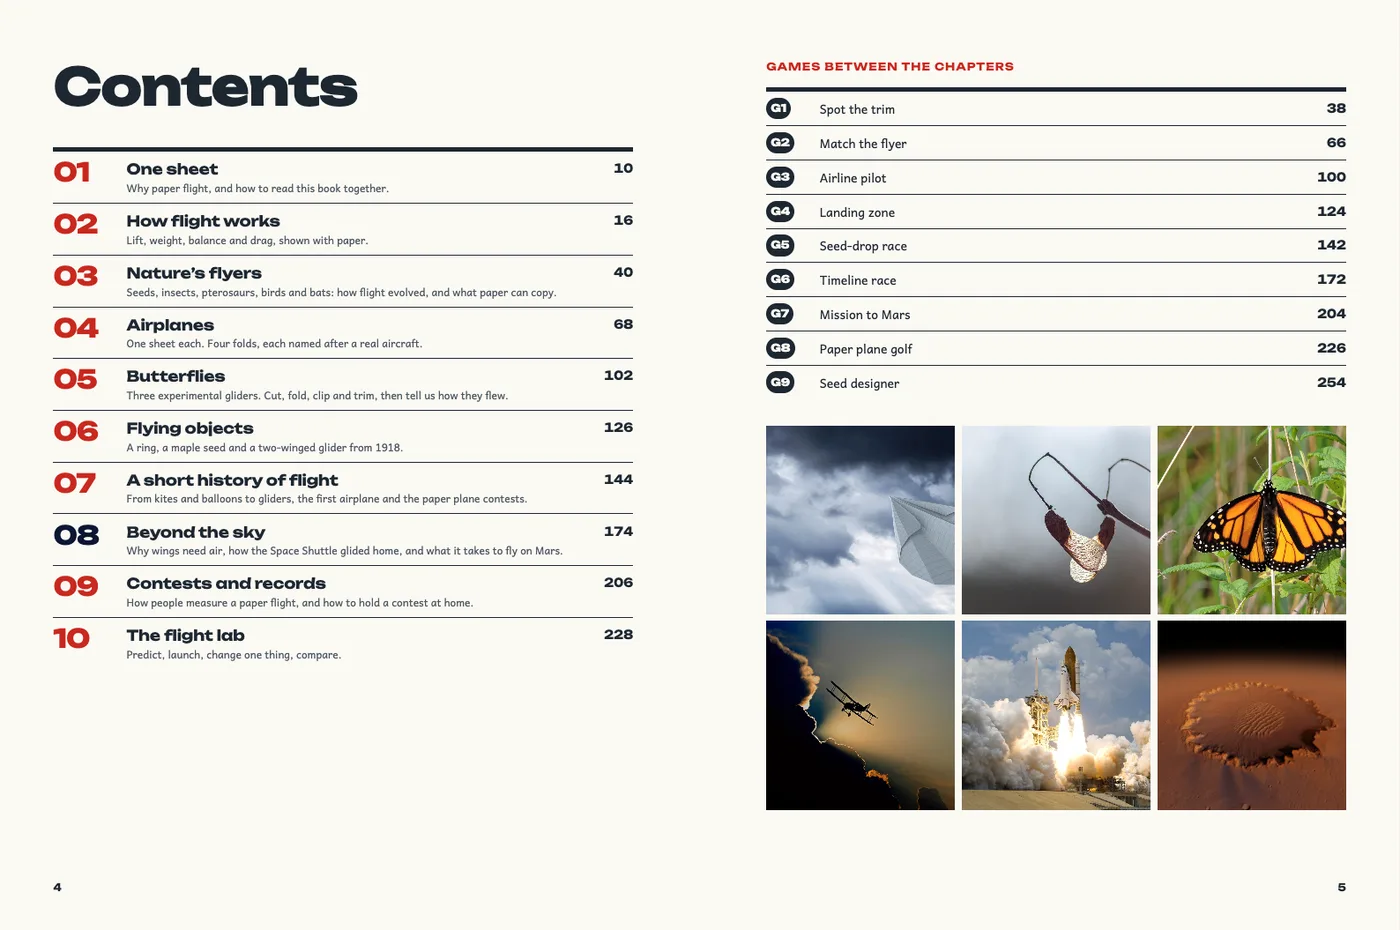 Contents
01 One sheet 10
Why paper flight, and how to read this book together.
02 How flight works 16
Lift, weight, balance and drag, shown with paper.
03 Nature’s flyers 40
Seeds, insects, pterosaurs, birds and bats: how flight evolved, and what paper can copy.
04 Airplanes 68
One sheet each. Four folds, each named after a real aircraft.
05 Butterflies 102
Three experimental gliders. Cut, fold, clip and trim, then tell us how they flew.
06 Flying objects 126
A ring, a maple seed and a two-winged glider from 1918.
07 A short history of flight 144
From kites and balloons to gliders, the first airplane and the paper plane contests.
08 Beyond the sky 174
Why wings need air, how the Space Shuttle glided home, and what it takes to fly on Mars.
09 Contests and records 206
How people measure a paper flight, and how to hold a contest at home.
10 The flight lab 228
Predict, launch, change one thing, compare.
4
GAMES BETWEEN THE CHAPTERS
G1 Spot the trim 38
G2 Match the flyer 66
G3 Airline pilot 100
G4 Landing zone 124
G5 Seed-drop race 142
G6 Timeline race 172
G7 Mission to Mars 204
G8 Paper plane golf 226
G9 Seed designer 254
5